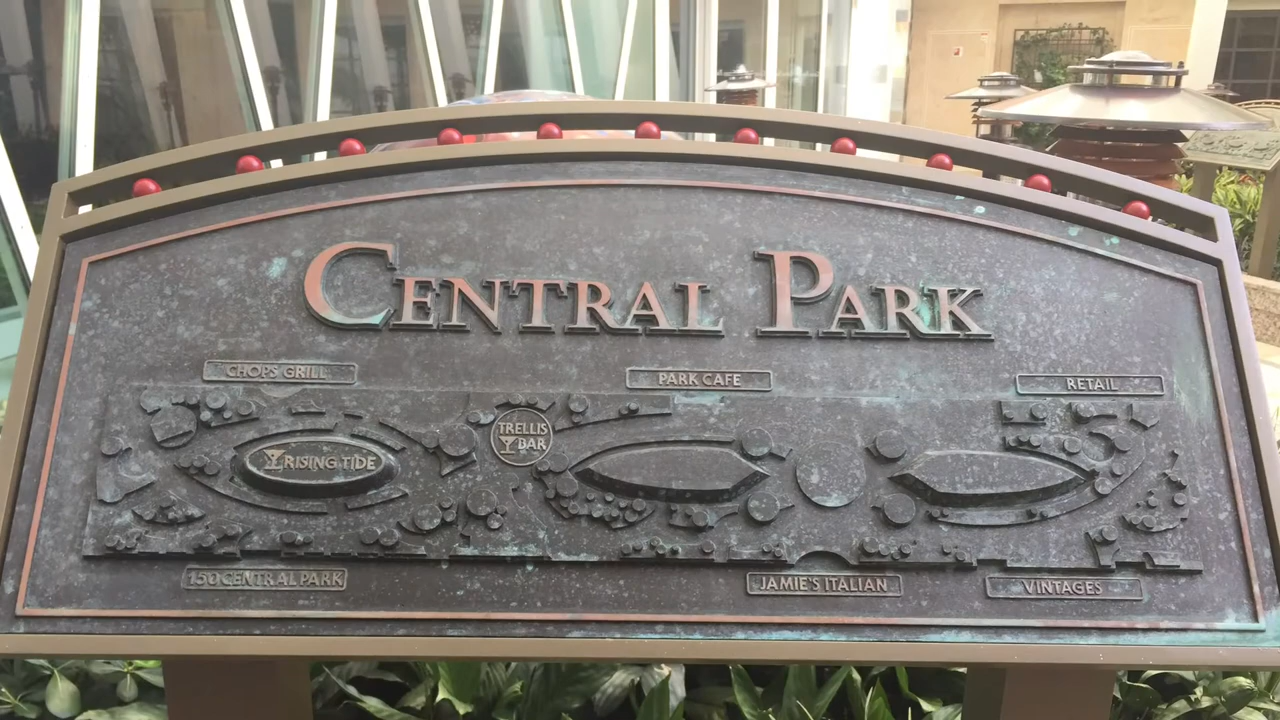 CENTRAL PARK
CHOPS GRILL
PARK CAFE
RETAIL
TRELLIS
BAR
RISING TIDE
150 CENTRAL PARK
JAMIE'S ITALIAN
VINTAGES